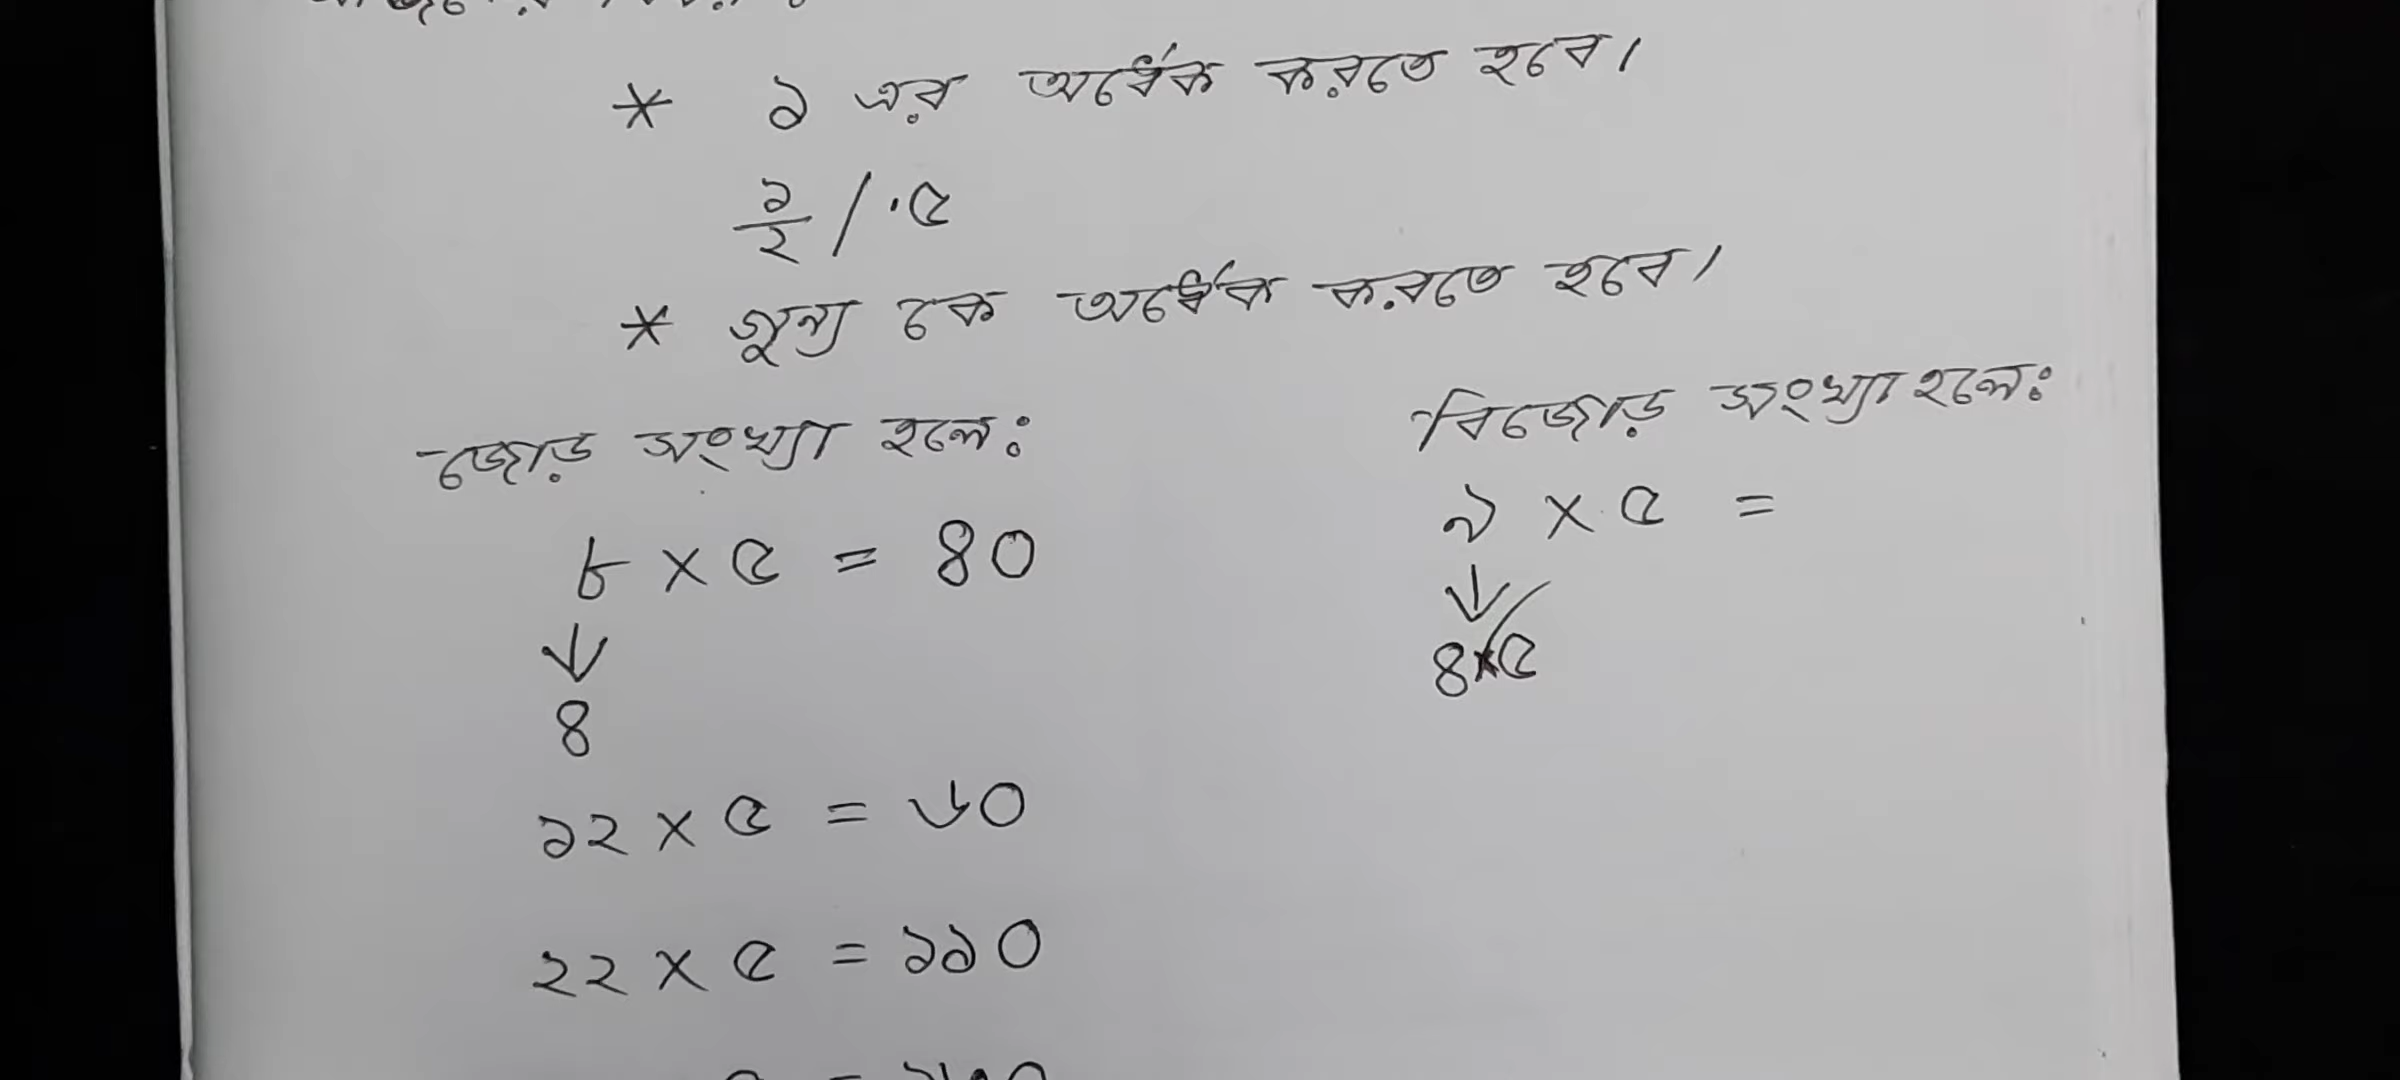 * ১ এর অর্ধেক করতে হবে।
১/২ / .৫
* শূন্য কে অর্ধেক করতে হবে।
জোড় সংখ্যা হলেঃ
৮ × ৫ = ৪০
↓
৪
১২ × ৫ = ৬০
২২ × ৫ = ১১০
বিজোড় সংখ্যা হলেঃ
৯ × ৫ =
↓